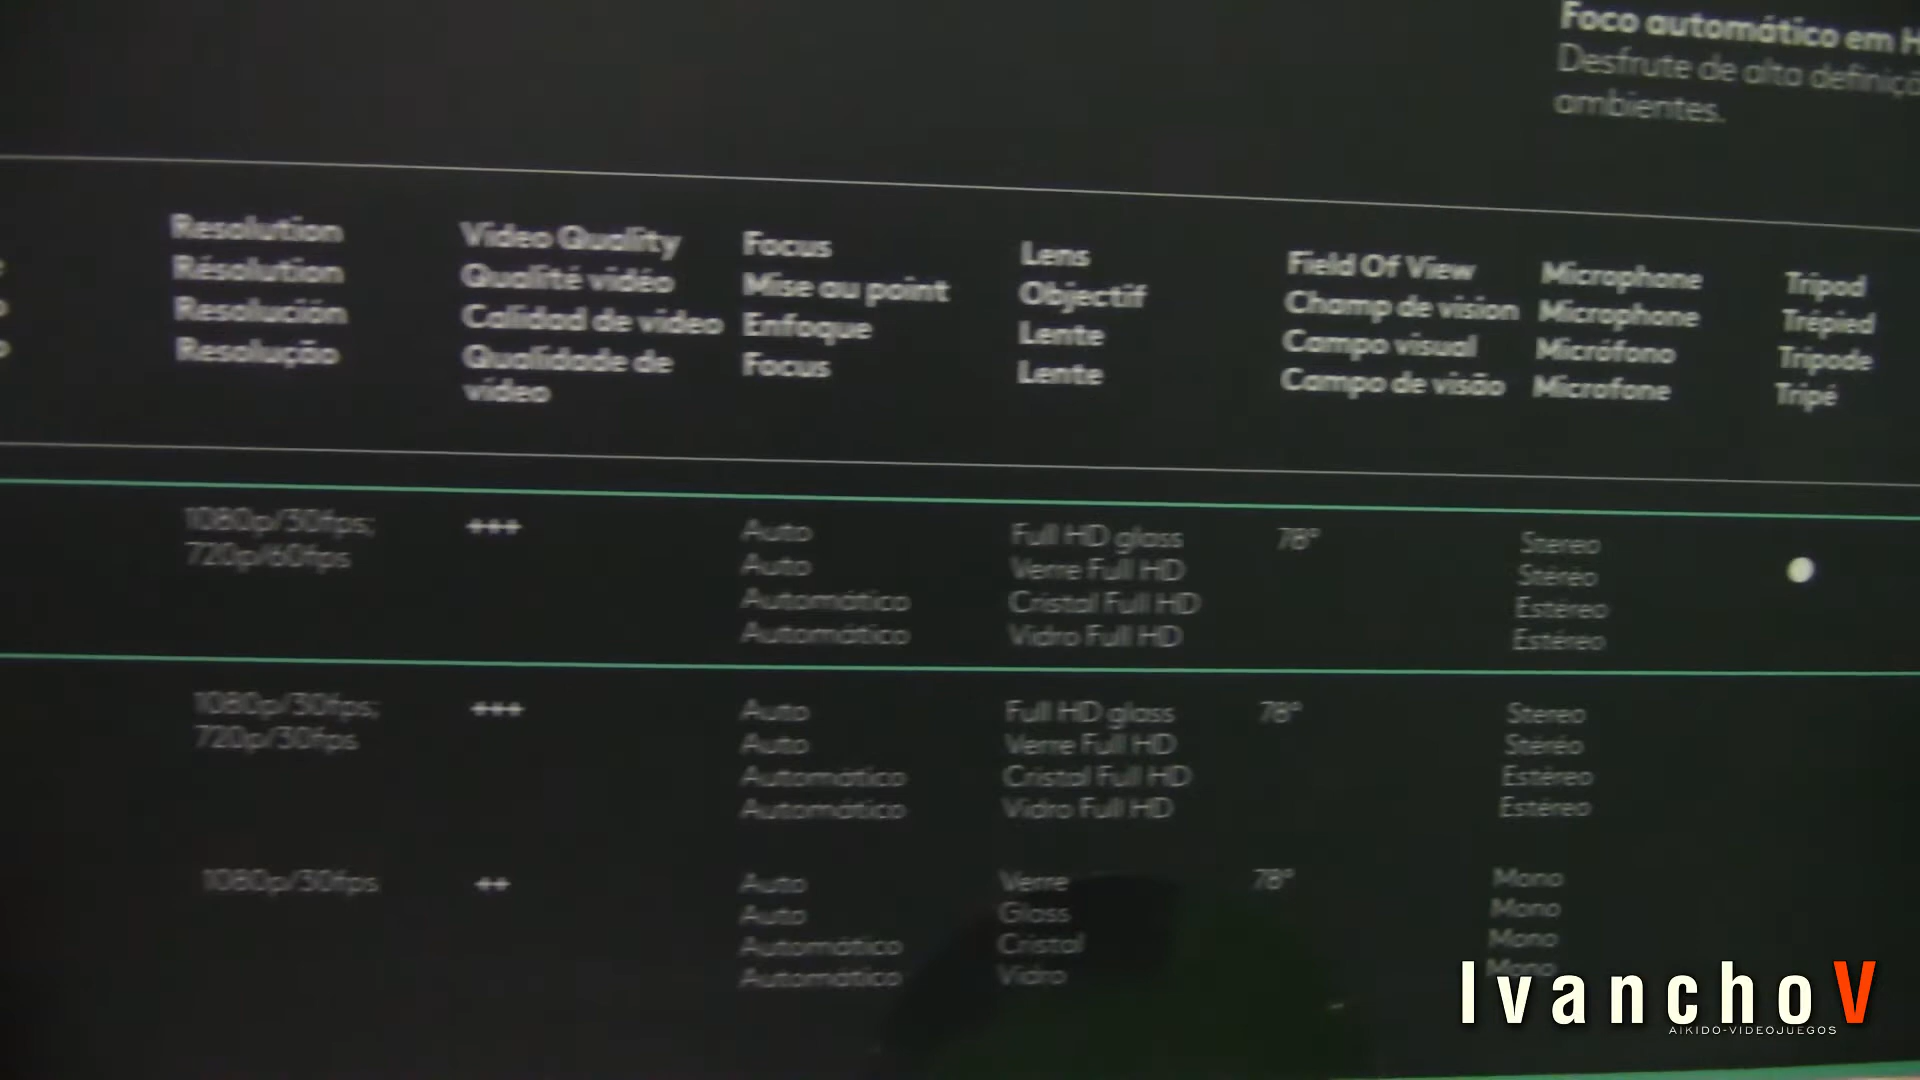 Foco automático em H
Desfrute de alta definiçã
ambientes.
Resolution
Résolution
Resolución
Resolução
Video Quality
Qualité vidéo
Calidad de vídeo
Qualidade de
vídeo
Focus
Mise au point
Enfoque
Focus
Lens
Objectif
Lente
Lente
Field Of View
Champ de vision
Campo visual
Campo de visão
Microphone
Microphone
Micrófono
Microfone
Tripod
Trépied
Trípode
Tripé
1080p/30fps;
720p/60fps
+++
Auto
Auto
Automático
Automático
Full HD glass
Verre Full HD
Cristal Full HD
Vidro Full HD
78°
Stereo
Stéréo
Estéreo
Estéreo
1080p/30fps;
720p/30fps
+++
Auto
Auto
Automático
Automático
Full HD glass
Verre Full HD
Cristal Full HD
Vidro Full HD
78°
Stereo
Stéréo
Estéreo
Estéreo
1080p/30fps
++
Auto
Auto
Automático
Automático
Verre
Glass
Cristal
Vidro
78°
Mono
Mono
Mono
Mono
IvanchoV
AIKIDO-VIDEOJUEGOS